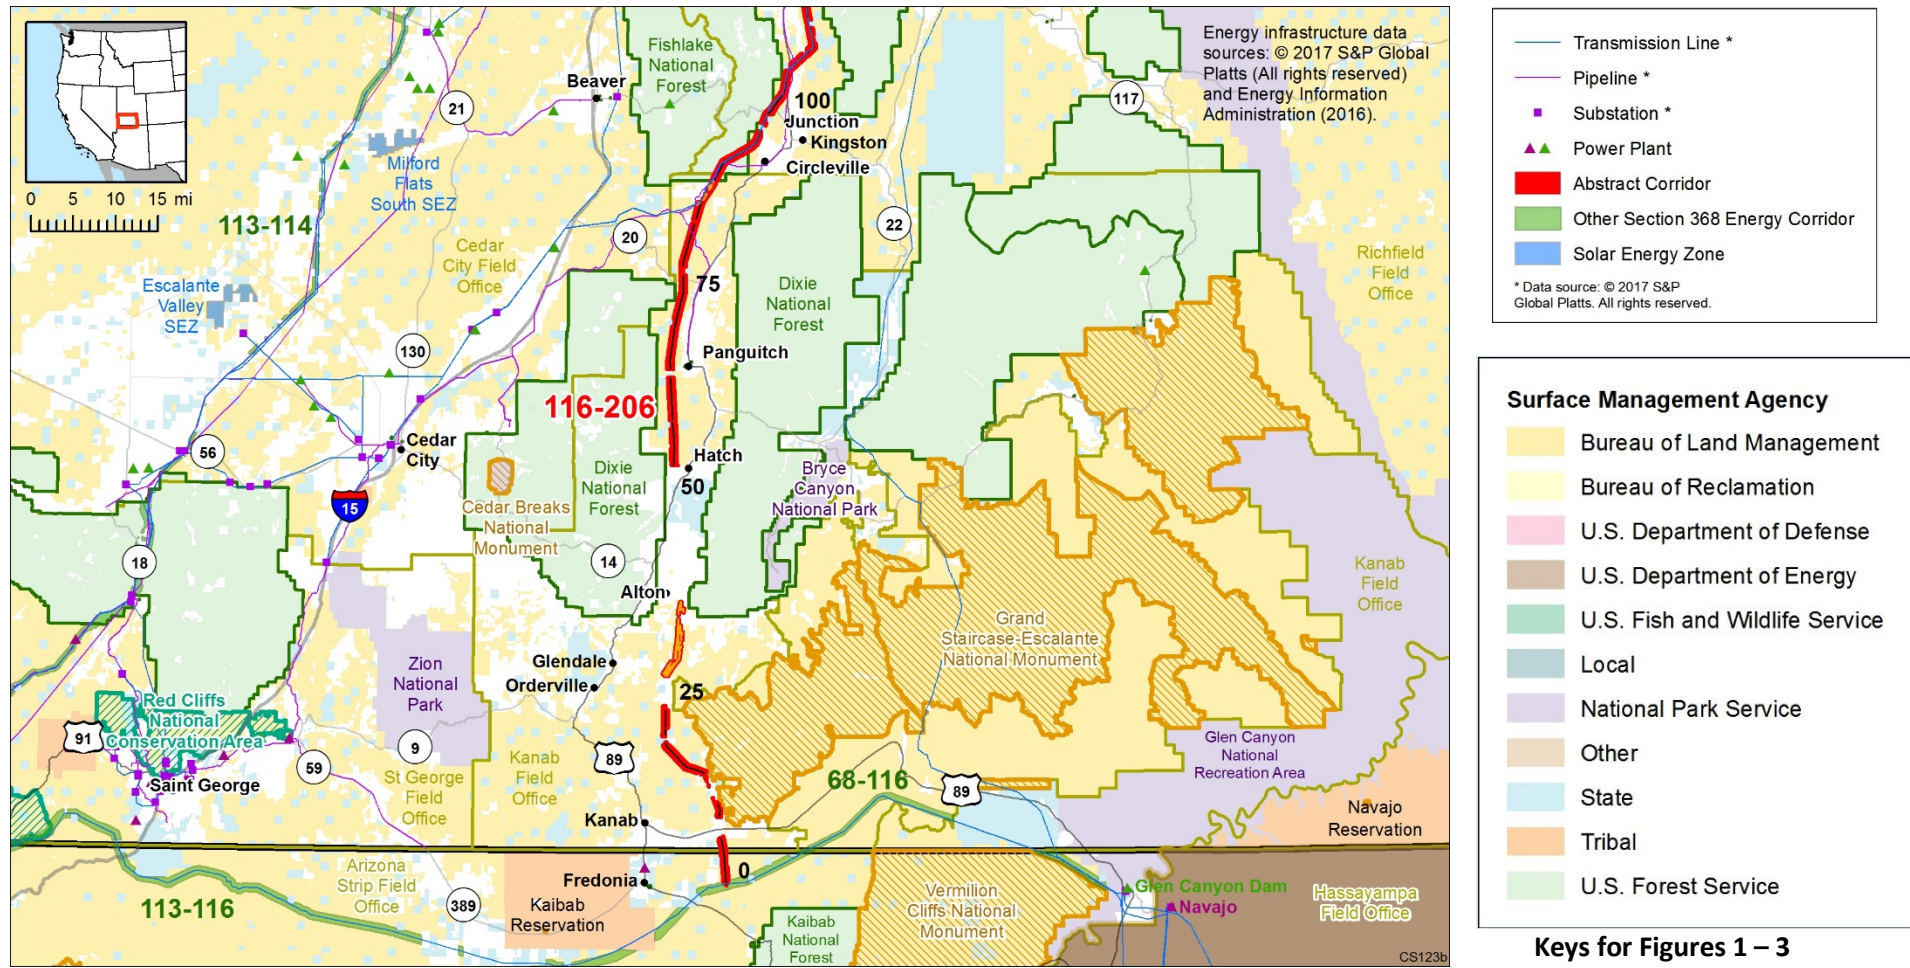 Energy infrastructure data
sources: © 2017 S&P Global
Platts (All rights reserved)
and Energy Information
Administration (2016).
0 5 10 15 mi
Fishlake
National
Forest
Beaver
21
117
100
Junction
Kingston
Circleville
Milford
Flats
South SEZ
113-114
Cedar
City Field
Office
20
22
Richfield
Field
Office
Escalante
Valley
SEZ
75
Dixie
National
Forest
130
Panguitch
116-206
56
Cedar
City
Hatch
50
Dixie
National
Forest
Bryce
Canyon
National Park
15
Cedar Breaks
National
Monument
18
14
Alton
Kanab
Field
Office
Grand
Staircase-Escalante
National Monument
Zion
National
Park
Glendale
Orderville
25
Red Cliffs
National
Conservation Area
91
9
59
St George
Field
Office
Kanab
Field
Office
89
68-116
89
Glen Canyon
National
Recreation Area
Saint George
Kanab
Navajo
Reservation
0
Arizona
Strip Field
Office
Fredonia
113-116
389
Kaibab
Reservation
Kaibab
National
Forest
Vermilion
Cliffs National
Monument
Glen Canyon Dam
Navajo
Hassayampa
Field Office
CS123b
Transmission Line *
Pipeline *
Substation *
Power Plant
Abstract Corridor
Other Section 368 Energy Corridor
Solar Energy Zone
* Data source: © 2017 S&P
Global Platts. All rights reserved.
Surface Management Agency
Bureau of Land Management
Bureau of Reclamation
U.S. Department of Defense
U.S. Department of Energy
U.S. Fish and Wildlife Service
Local
National Park Service
Other
State
Tribal
U.S. Forest Service
Keys for Figures 1 – 3